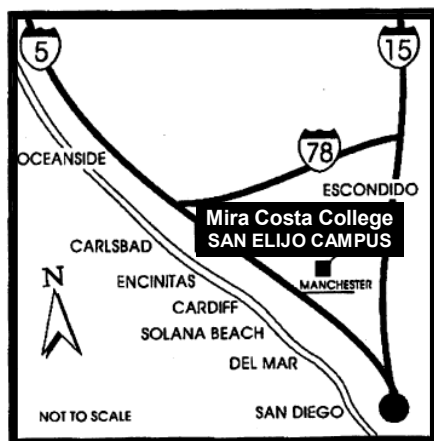 5
15
78
OCEANSIDE
ESCONDIDO
Mira Costa College
SAN ELIJO CAMPUS
CARLSBAD
N
ENCINITAS
MANCHESTER
CARDIFF
SOLANA BEACH
DEL MAR
NOT TO SCALE
SAN DIEGO